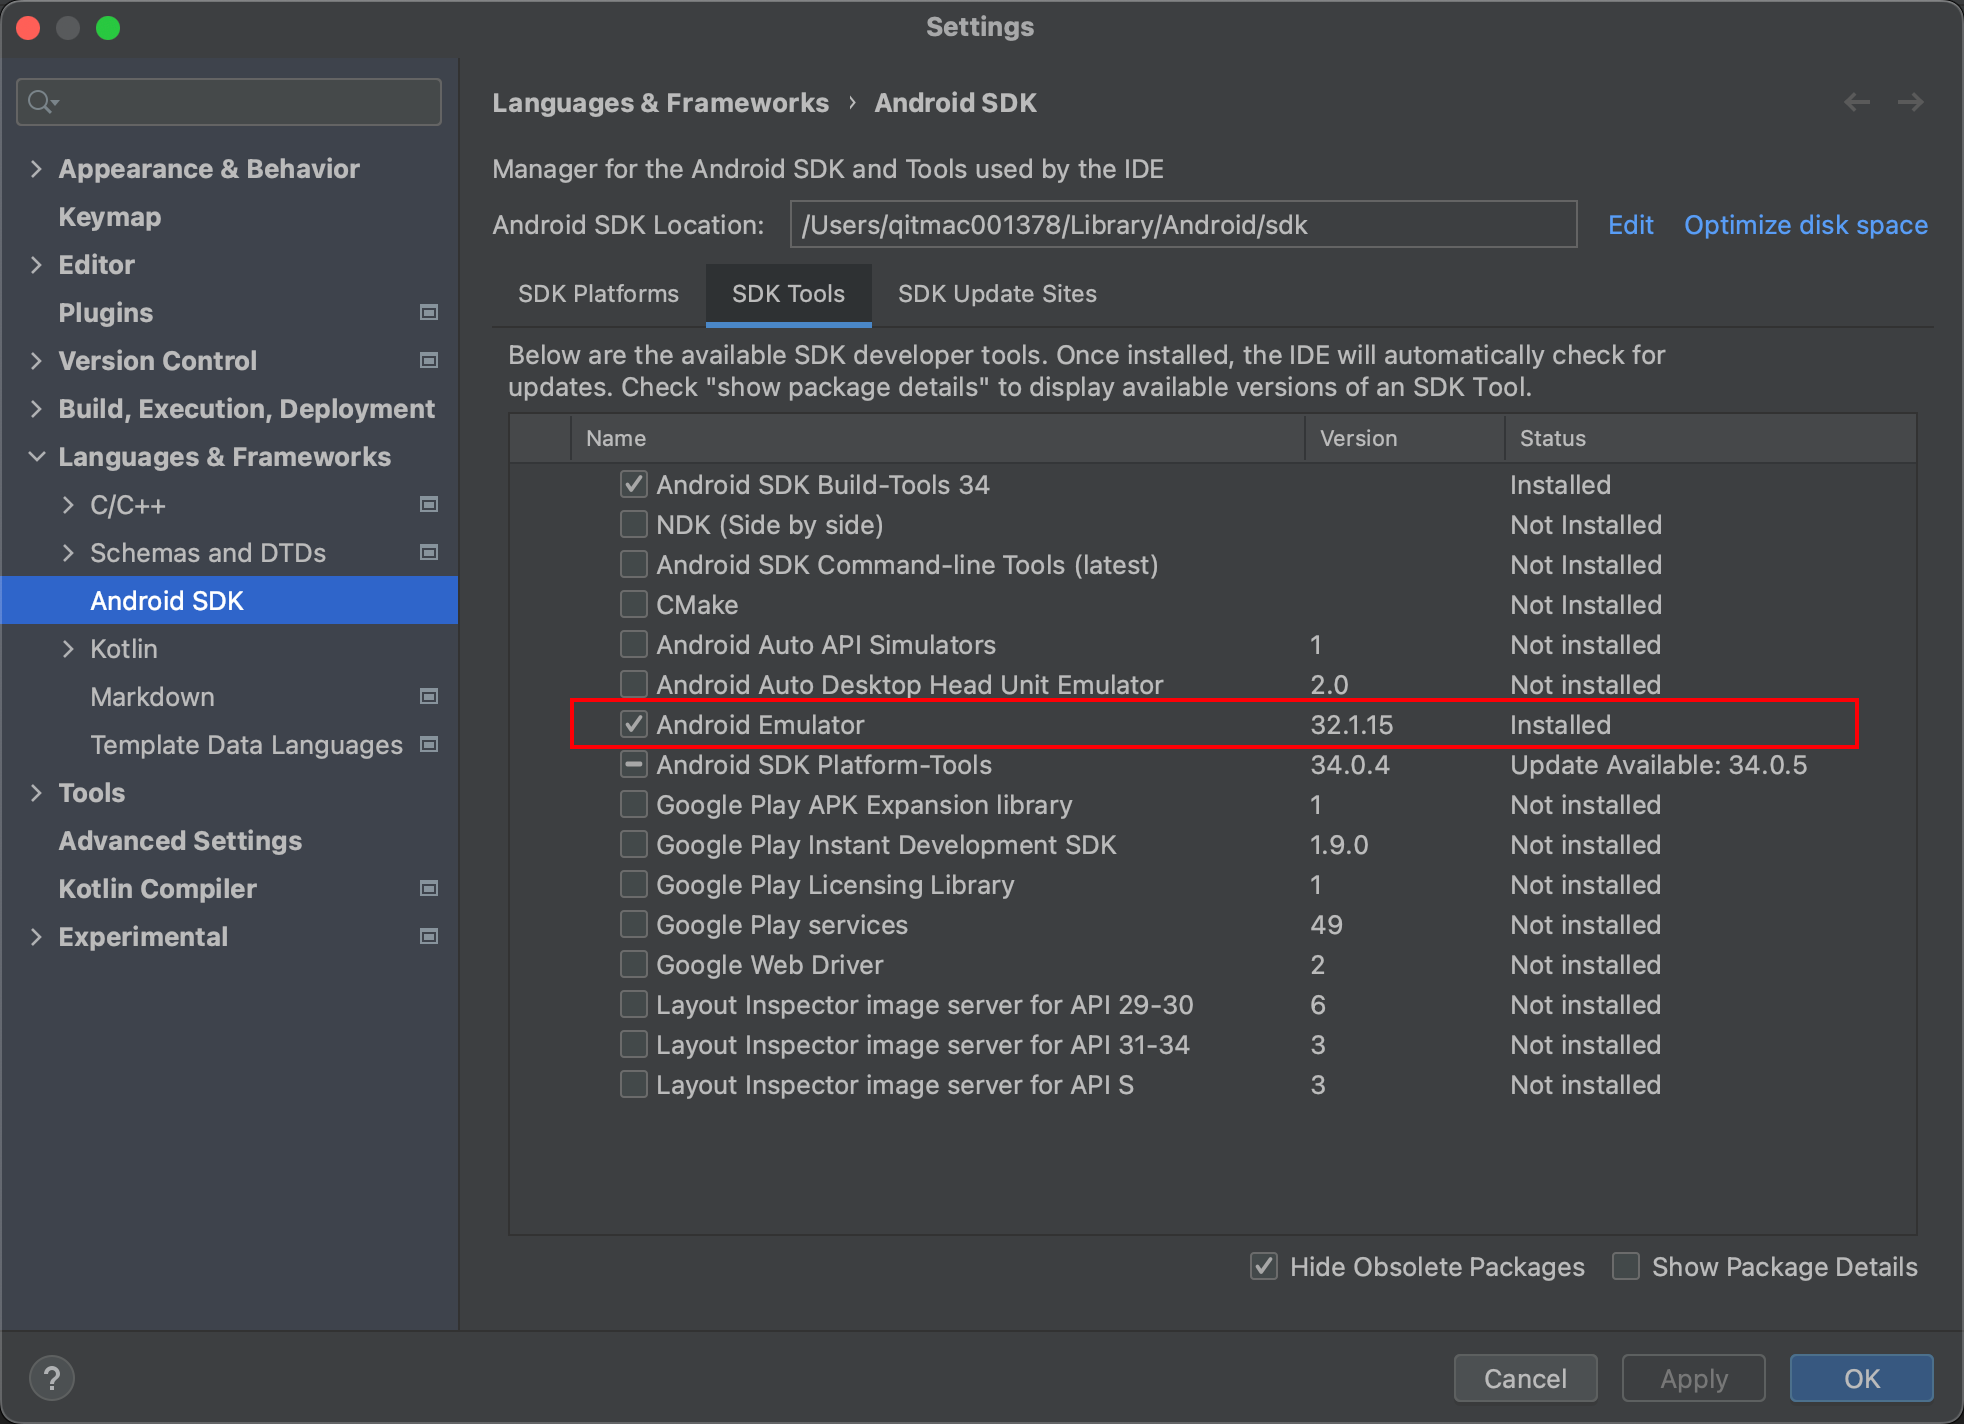 Settings
Appearance & Behavior
Keymap
Editor
Plugins
Version Control
Build, Execution, Deployment
Languages & Frameworks
C/C++
Schemas and DTDs
Android SDK
Kotlin
Markdown
Template Data Languages
Tools
Advanced Settings
Kotlin Compiler
Experimental
Languages & Frameworks › Android SDK
Manager for the Android SDK and Tools used by the IDE
Android SDK Location: /Users/qitmac001378/Library/Android/sdk Edit Optimize disk space
SDK Platforms SDK Tools SDK Update Sites
Below are the available SDK developer tools. Once installed, the IDE will automatically check for
updates. Check "show package details" to display available versions of an SDK Tool.
Name Version Status
Android SDK Build-Tools 34 Installed
NDK (Side by side) Not Installed
Android SDK Command-line Tools (latest) Not Installed
CMake Not Installed
Android Auto API Simulators 1 Not installed
Android Auto Desktop Head Unit Emulator 2.0 Not installed
Android Emulator 32.1.15 Installed
Android SDK Platform-Tools 34.0.4 Update Available: 34.0.5
Google Play APK Expansion library 1 Not installed
Google Play Instant Development SDK 1.9.0 Not installed
Google Play Licensing Library 1 Not installed
Google Play services 49 Not installed
Google Web Driver 2 Not installed
Layout Inspector image server for API 29-30 6 Not installed
Layout Inspector image server for API 31-34 3 Not installed
Layout Inspector image server for API S 3 Not installed
Hide Obsolete Packages Show Package Details
? Cancel Apply OK